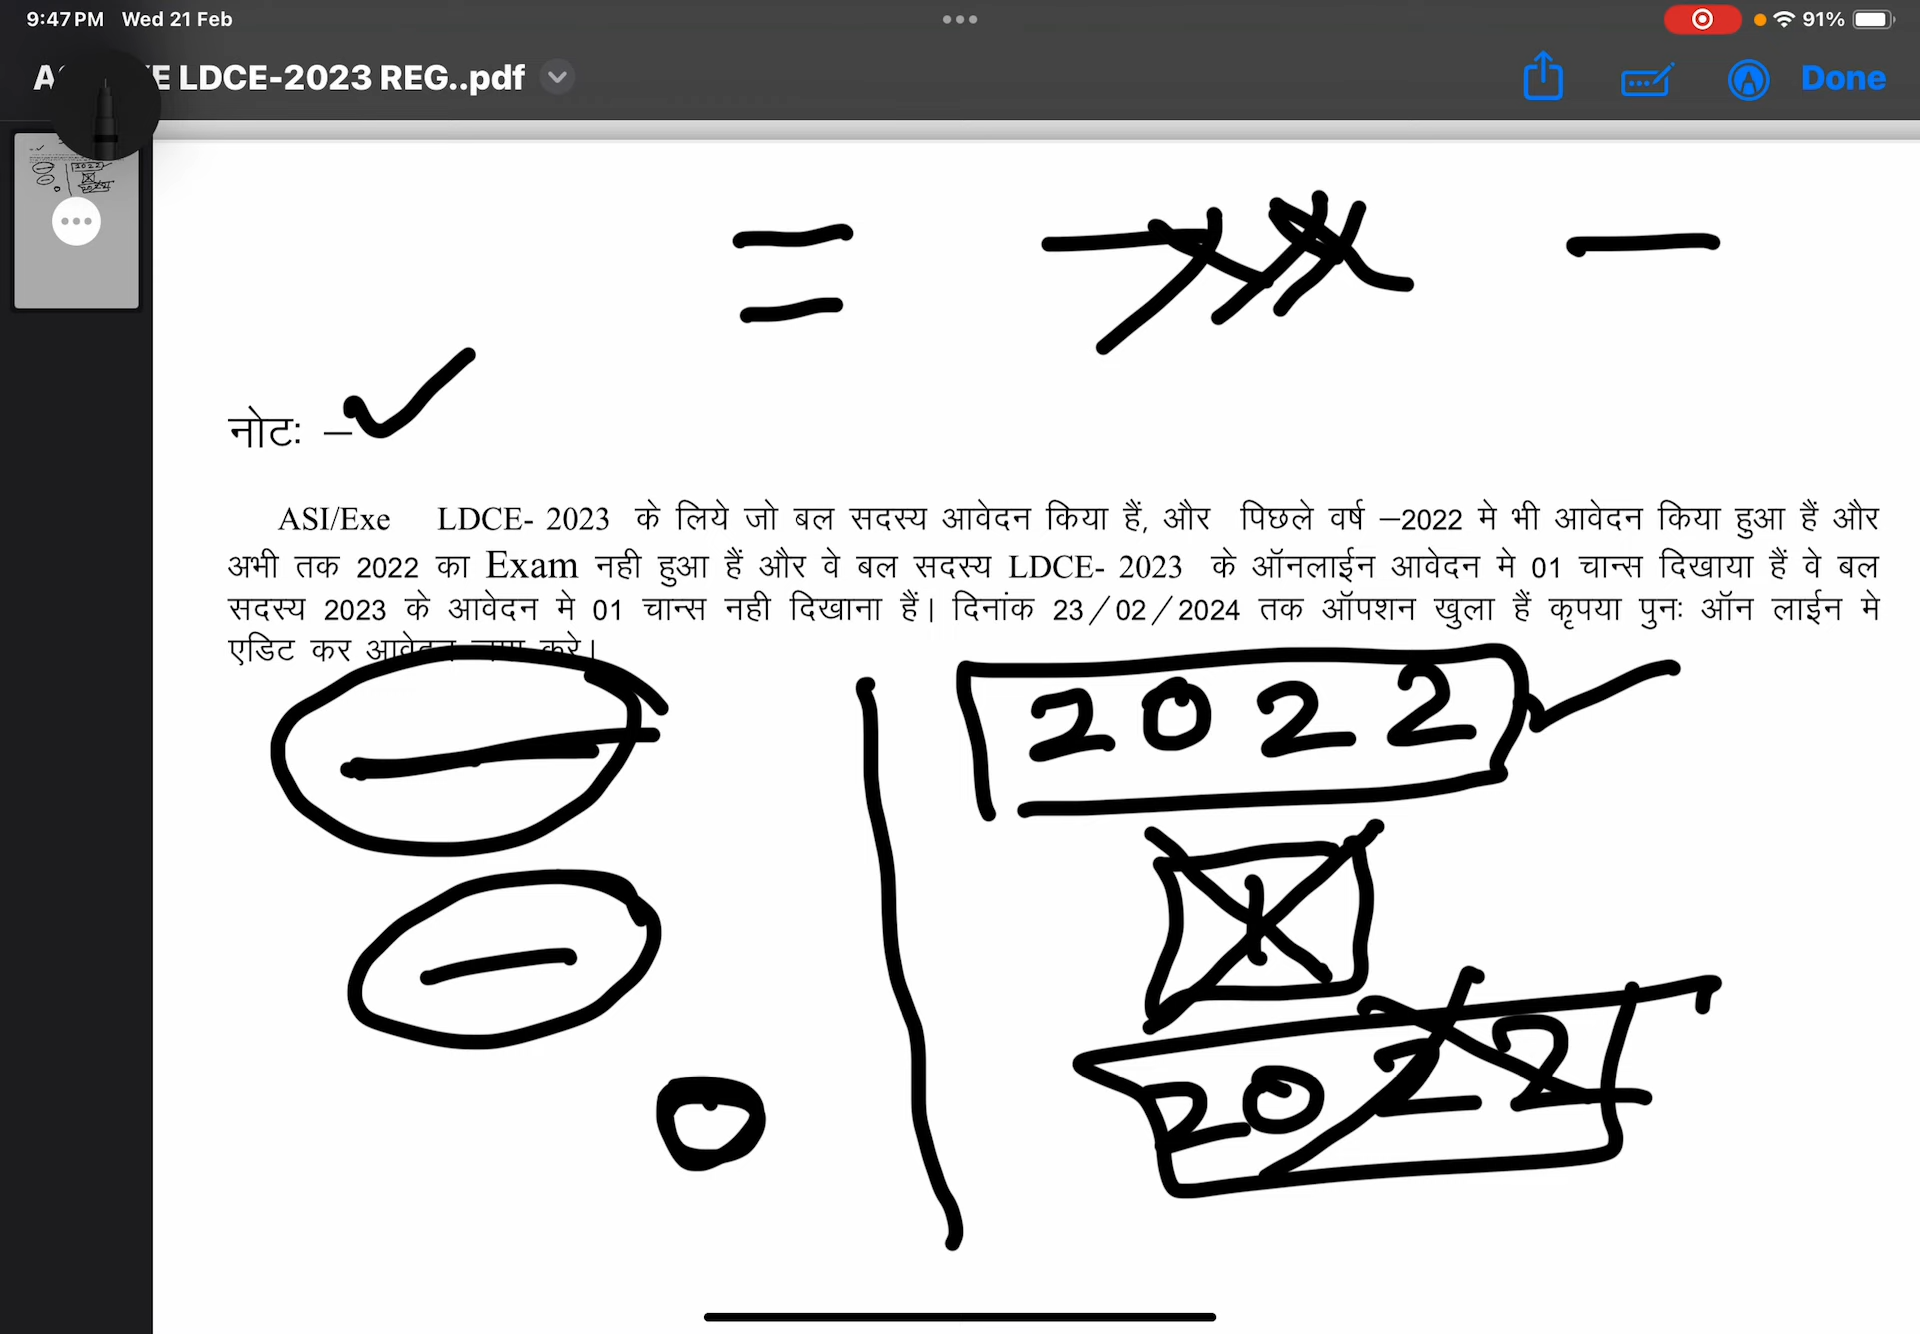 9:47 PM Wed 21 Feb
91%
E LDCE-2023 REG..pdf
Done
नोटः –
ASI/Exe LDCE- 2023 के लिये जो बल सदस्य आवेदन किया हैं, और पिछले वर्ष –2022 मे भी आवेदन किया हुआ हैं और
अभी तक 2022 का Exam नही हुआ हैं और वे बल सदस्य LDCE- 2023 के ऑनलाईन आवेदन मे 01 चान्स दिखाया हैं वे बल
सदस्य 2023 के आवेदन मे 01 चान्स नही दिखाना हैं। दिनांक 23/02/2024 तक ऑपशन खुला हैं कृपया पुनः ऑन लाईन मे
एडिट कर करे।
2022
1
2022